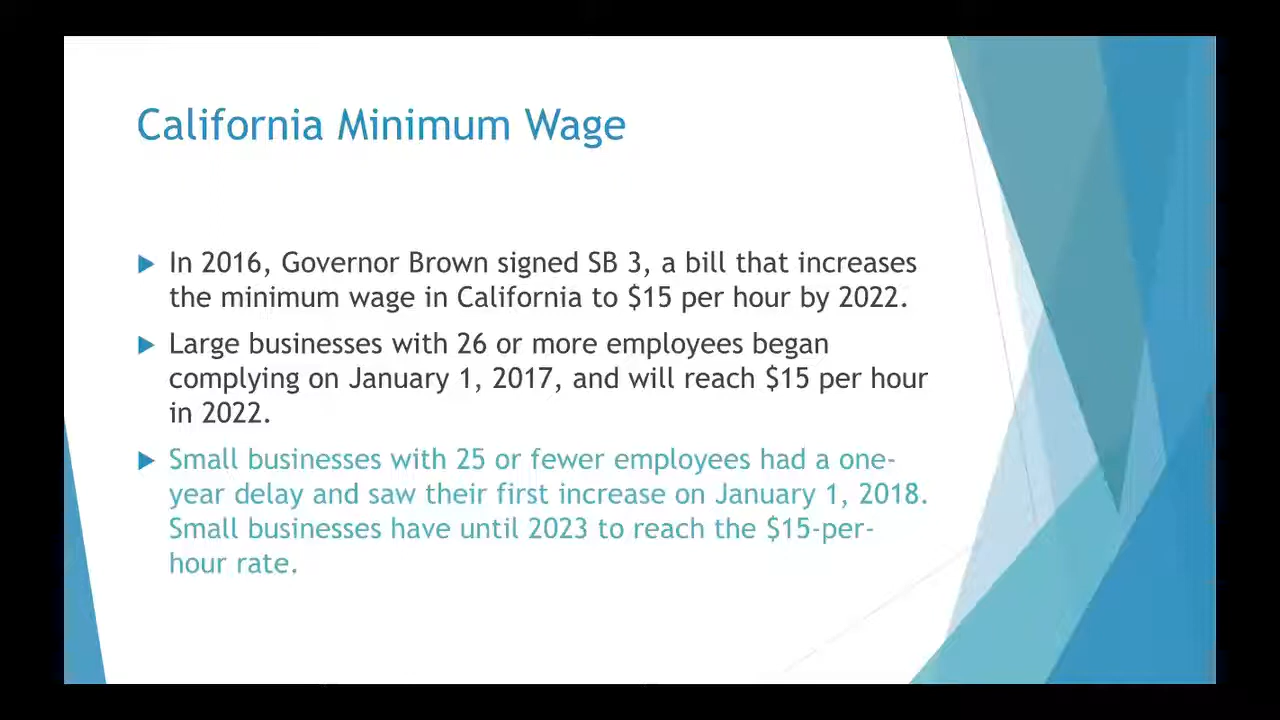 California Minimum Wage
In 2016, Governor Brown signed SB 3, a bill that increases
the minimum wage in California to $15 per hour by 2022.
Large businesses with 26 or more employees began
complying on January 1, 2017, and will reach $15 per hour
in 2022.
Small businesses with 25 or fewer employees had a one-
year delay and saw their first increase on January 1, 2018.
Small businesses have until 2023 to reach the $15-per-
hour rate.